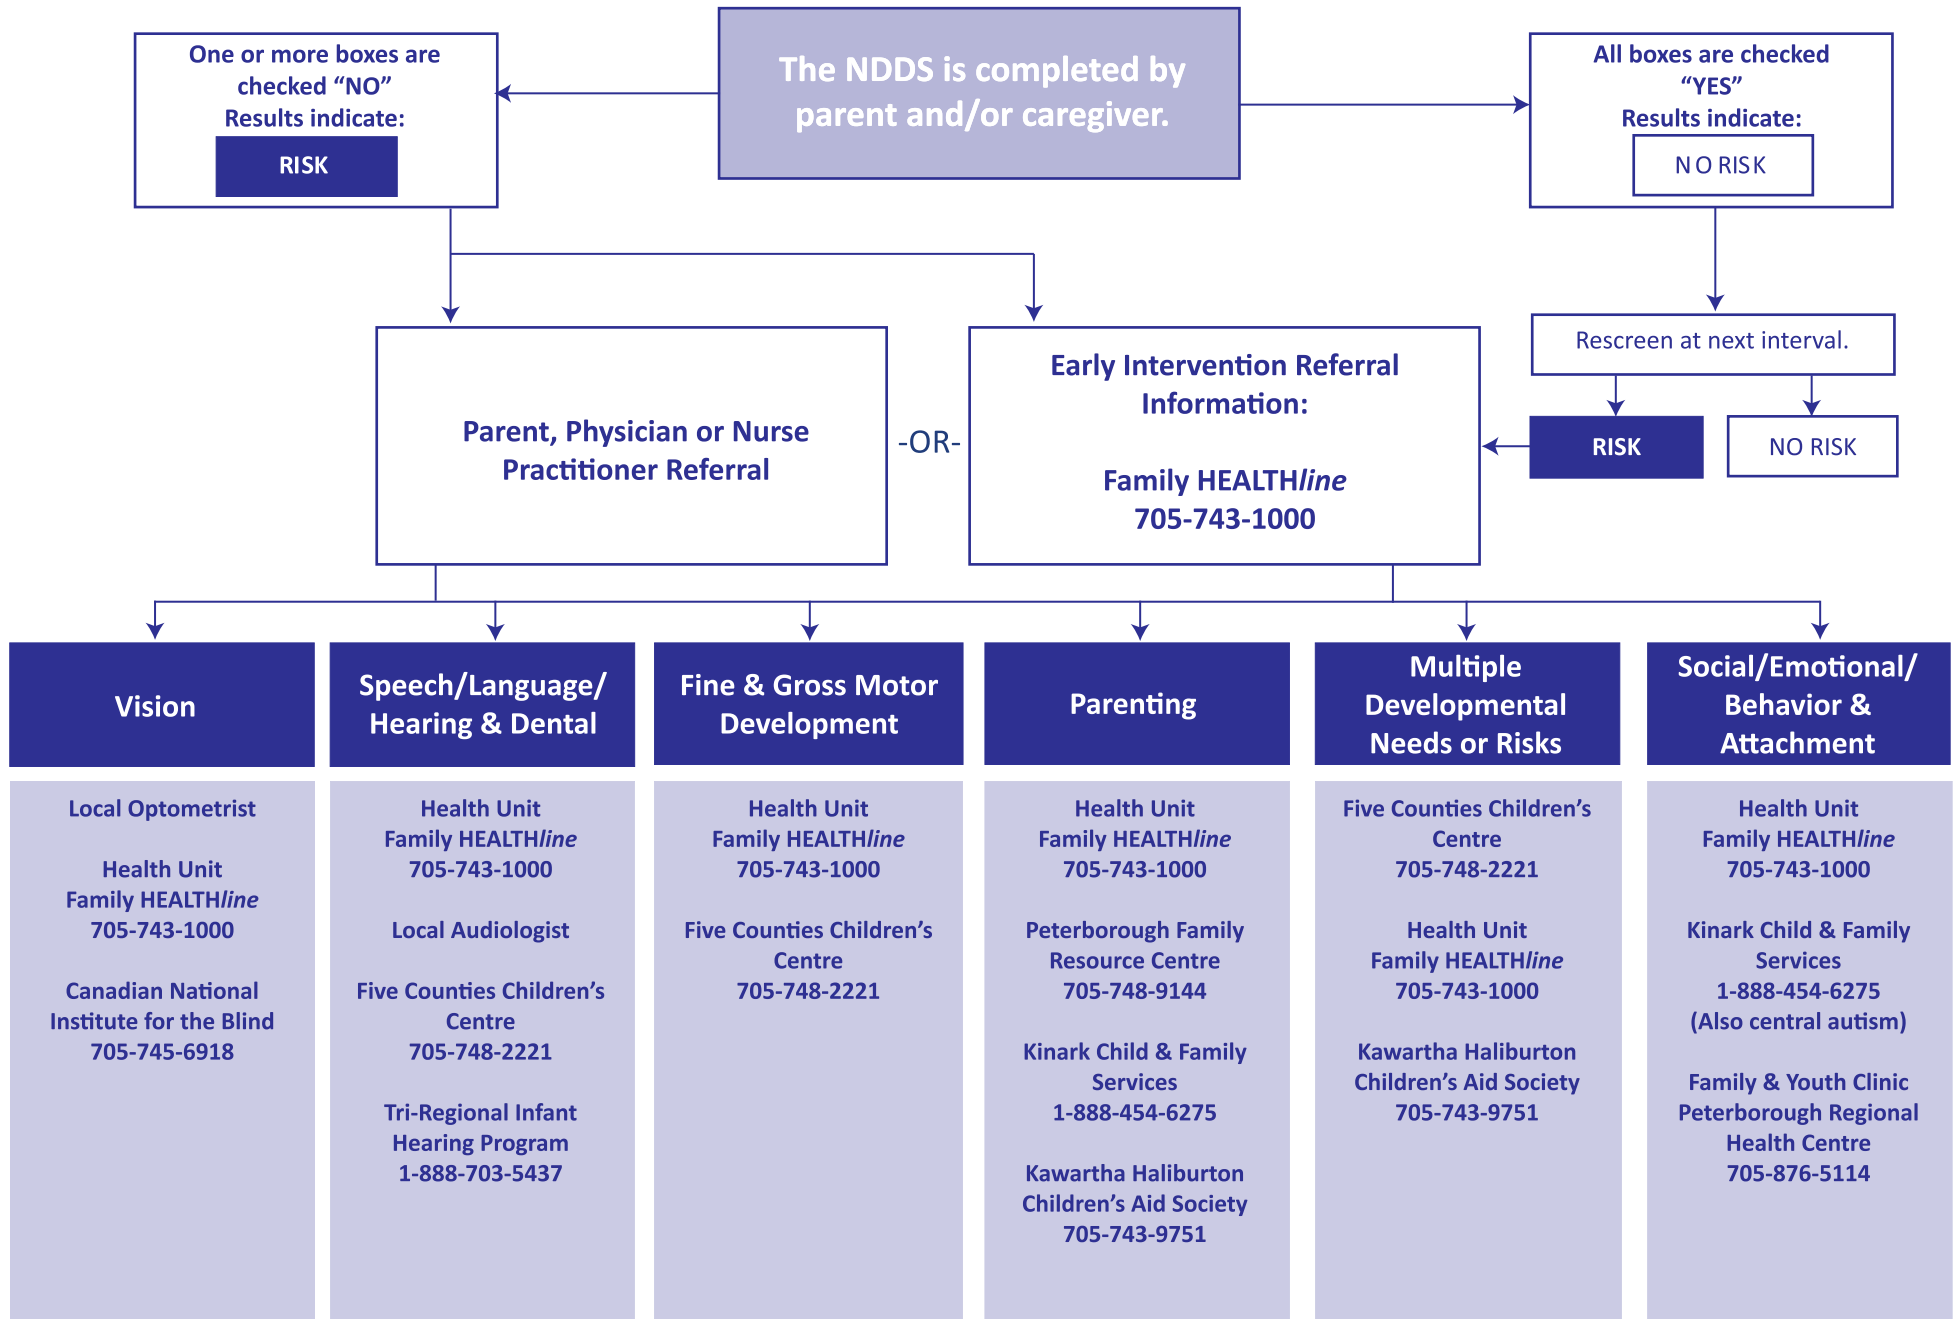 One or more boxes are
checked “NO”
Results indicate:
RISK
The NDDS is completed by
parent and/or caregiver.
All boxes are checked
“YES”
Results indicate:
NO RISK
Rescreen at next interval.
RISK
NO RISK
Parent, Physician or Nurse
Practitioner Referral
-OR-
Early Intervention Referral
Information:
Family HEALTHline
705-743-1000
Vision
Local Optometrist
Health Unit
Family HEALTHline
705-743-1000
Canadian National
Institute for the Blind
705-745-6918
Speech/Language/
Hearing & Dental
Health Unit
Family HEALTHline
705-743-1000
Local Audiologist
Five Counties Children’s
Centre
705-748-2221
Tri-Regional Infant
Hearing Program
1-888-703-5437
Fine & Gross Motor
Development
Health Unit
Family HEALTHline
705-743-1000
Five Counties Children’s
Centre
705-748-2221
Parenting
Health Unit
Family HEALTHline
705-743-1000
Peterborough Family
Resource Centre
705-748-9144
Kinark Child & Family
Services
1-888-454-6275
Kawartha Haliburton
Children’s Aid Society
705-743-9751
Multiple
Developmental
Needs or Risks
Five Counties Children’s
Centre
705-748-2221
Health Unit
Family HEALTHline
705-743-1000
Kawartha Haliburton
Children’s Aid Society
705-743-9751
Social/Emotional/
Behavior &
Attachment
Health Unit
Family HEALTHline
705-743-1000
Kinark Child & Family
Services
1-888-454-6275
(Also central autism)
Family & Youth Clinic
Peterborough Regional
Health Centre
705-876-5114